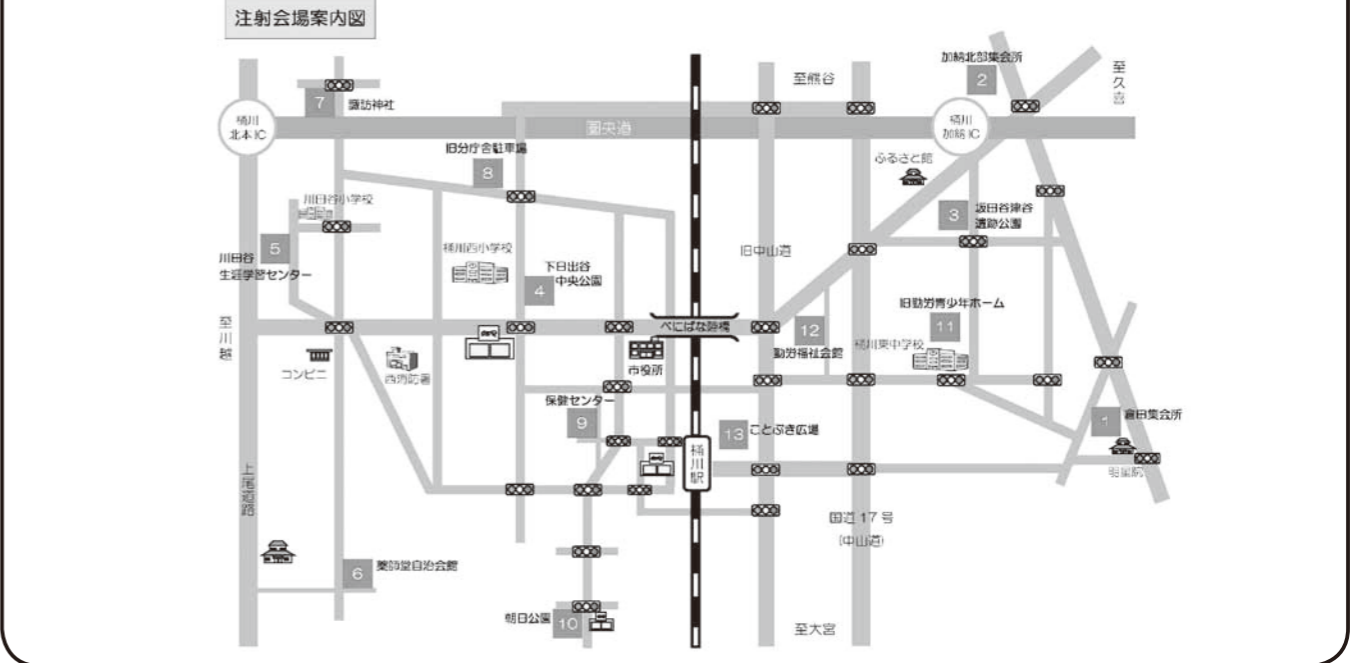 注射会場案内図
加納北部集会所
2
至久喜
至熊谷
7
諏訪神社
桶川
北本IC
圏央道
桶川
加納IC
旧分庁舎駐車場
8
ふるさと館
川田谷小学校
3
坂田谷津谷
遺跡公園
5
川田谷
生涯学習センター
桶川西小学校
下日出谷
中央公園
4
旧中山道
旧勤労青少年ホーム
11
至川越
べにばな陸橋
12
勤労福祉会館
桶川東中学校
コンビニ
西消防署
市役所
保健センター
9
13
ことぶき広場
1
倉田集会所
桶川駅
明星院
上尾道路
国道17号
(中山道)
6
薬師堂自治会館
朝日公園
10
至大宮